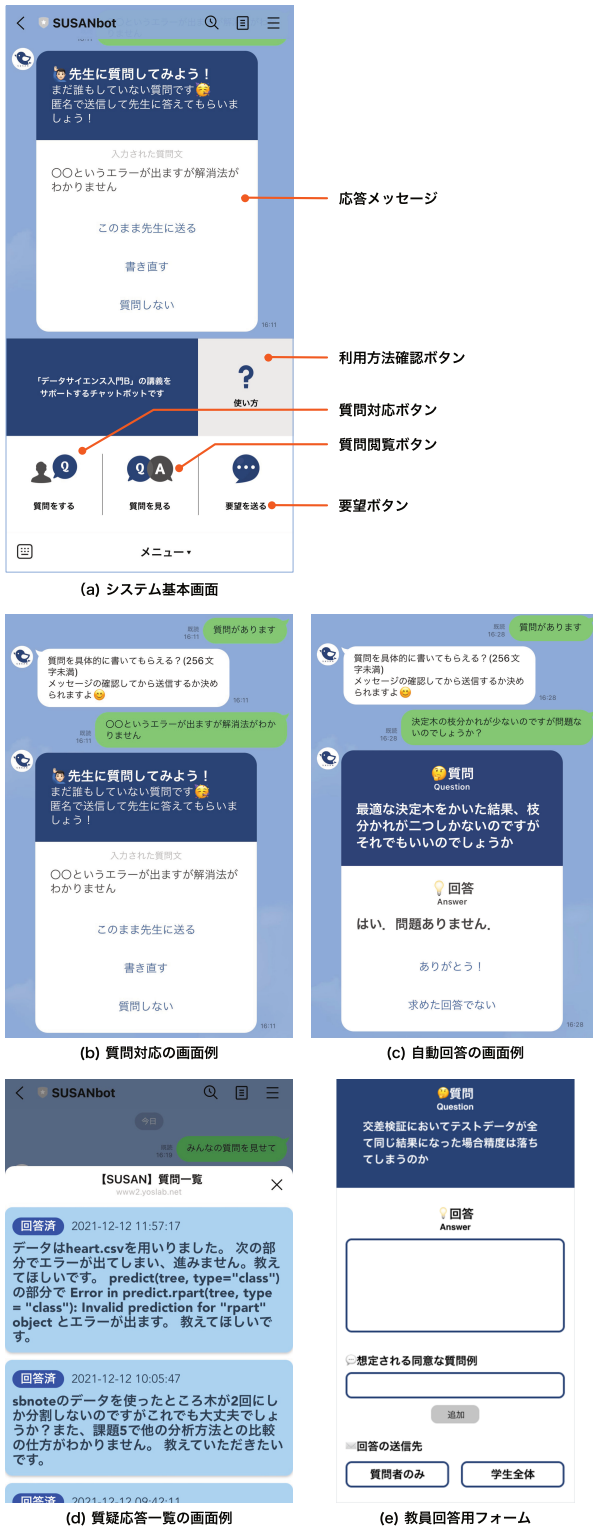 SUSANbot
🙋🏻‍♂️先生に質問してみよう！
まだ誰もしていない質問です🥳
匿名で送信して先生に答えてもらいま
しょう！
入力された質問文
〇〇というエラーが出ますが解消法が
わかりません
このまま先生に送る
書き直す
質問しない
16:11
応答メッセージ
「データサイエンス入門B」の講義を
サポートするチャットボットです
?
使い方
利用方法確認ボタン
質問対応ボタン
質問閲覧ボタン
Q
Q A
質問をする
質問を見る
要望を送る
要望ボタン
メニュー▾
(a) システム基本画面
質問があります
既読
16:11
質問を具体的に書いてもらえる？(256文
字未満)
メッセージの確認してから送信するか決め
られますよ😊
16:11
〇〇というエラーが出ますが解消法がわか
りません
既読
16:11
🙋🏻‍♂️先生に質問してみよう！
まだ誰もしていない質問です🥳
匿名で送信して先生に答えてもらいま
しょう！
入力された質問文
〇〇というエラーが出ますが解消法が
わかりません
このまま先生に送る
書き直す
質問しない
16:11
(b) 質問対応の画面例
質問があります
既読
16:28
質問を具体的に書いてもらえる？(256文
字未満)
メッセージの確認してから送信するか決め
られますよ😊
16:28
決定木の枝分かれが少ないのですが問題な
いのでしょうか？
既読
16:28
🤔質問
Question
最適な決定木をかいた結果、枝
分かれが二つしかないのですが
それでもいいのでしょうか
💡回答
Answer
はい．問題ありません．
ありがとう！
求めた回答でない
16:28
(c) 自動回答の画面例
SUSANbot
今日
みんなの質問を見せて
既読
【SUSAN】質問一覧
www2.yoslab.net
回答済 2021-12-12 11:57:17
データはheart.csvを用いりました。 次の部
分でエラーが出てしまい、進みません。教え
てほしいです。 predict(tree, type="class")
の部分で Error in predict.rpart(tree, type
= "class"): Invalid prediction for "rpart"
object とエラーが出ます。 教えてほしいで
す。
回答済 2021-12-12 10:05:47
sbnoteのデータを使ったところ木が2回にし
か分割しないのですがこれでも大丈夫でしょ
うか？また、課題5で他の分析方法との比較
の仕方がわかりません。 教えていただきたい
です。
回答済 2021-12-12 09:42:11
(d) 質疑応答一覧の画面例
🤔質問
Question
交差検証においてテストデータが全
て同じ結果になった場合精度は落ち
てしまうのか
💡回答
Answer
💬想定される同意な質問例
追加
✉️回答の送信先
質問者のみ
学生全体
(e) 教員回答用フォーム